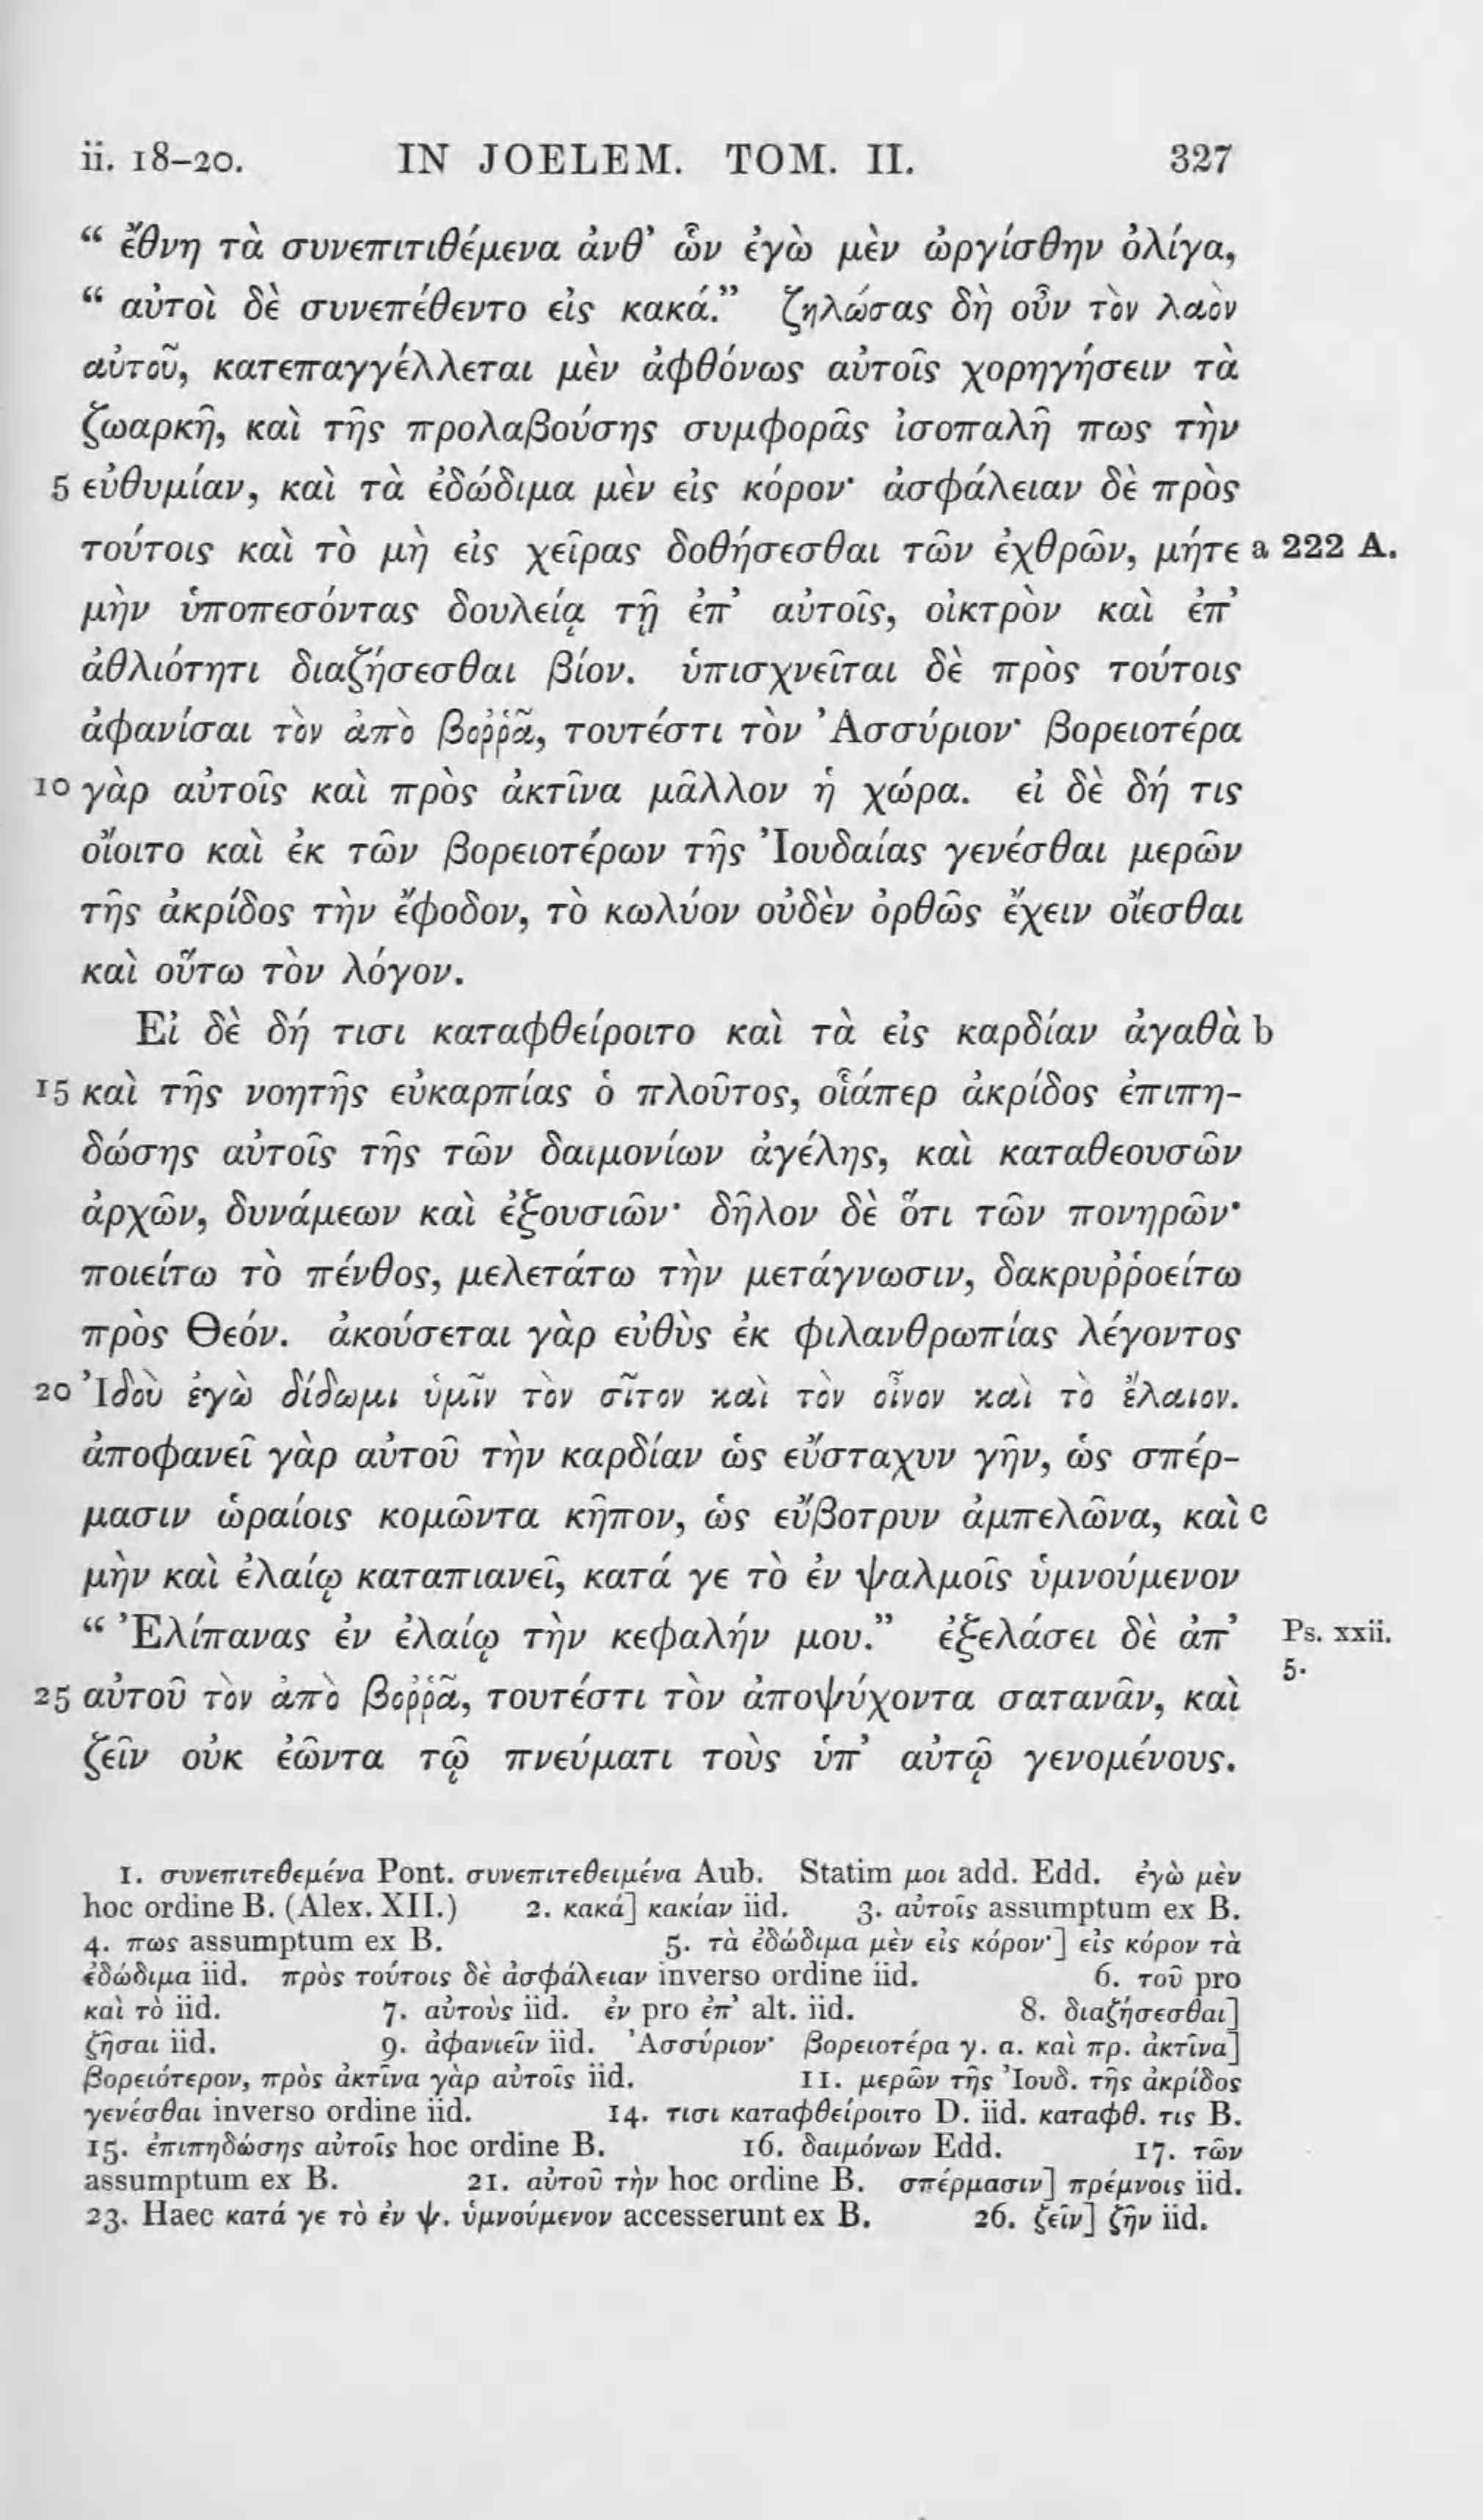 ii. 18–20. IN JOELEM. TOM. II. 327
“ ἔθνη τὰ συνεπιτιθέμενα ἀνθ’ ὧν ἐγὼ μὲν ὠργίσθην ὀλίγα,
“ αὐτοὶ δὲ συνεπέθεντο εἰς κακά.” ζηλώσας δὴ οὖν τὸν λαὸν
αὐτοῦ, κατεπαγγέλλεται μὲν ἀφθόνως αὐτοῖς χορηγήσειν τὰ
ζωαρκῆ, καὶ τῆς προλαβούσης συμφορᾶς ἰσοπαλῆ πως τὴν
5 εὐθυμίαν, καὶ τὰ ἐδώδιμα μὲν εἰς κόρον· ἀσφάλειαν δὲ πρὸς
τούτοις καὶ τὸ μὴ εἰς χεῖρας δοθήσεσθαι τῶν ἐχθρῶν, μήτε a 222 A.
μὴν ὑποπεσόντας δουλείᾳ τῇ ἐπ’ αὐτοῖς, οἰκτρὸν καὶ ἐπ’
ἀθλιότητι διαζήσεσθαι βίον. ὑπισχνεῖται δὲ πρὸς τούτοις
ἀφανίσαι τὸν ἀπὸ βοῤῥᾶ, τουτέστι τὸν Ἀσσύριον· βορειοτέρα
10 γὰρ αὐτοῖς καὶ πρὸς ἀκτῖνα μᾶλλον ἡ χώρα. εἰ δὲ δή τις
οἴοιτο καὶ ἐκ τῶν βορειοτέρων τῆς Ἰουδαίας γενέσθαι μερῶν
τῆς ἀκρίδος τὴν ἔφοδον, τὸ κωλύον οὐδὲν ὀρθῶς ἔχειν οἴεσθαι
καὶ οὕτω τὸν λόγον.
Εἰ δὲ δή τισι καταφθείροιτο καὶ τὰ εἰς καρδίαν ἀγαθὰ b
15 καὶ τῆς νοητῆς εὐκαρπίας ὁ πλοῦτος, οἷάπερ ἀκρίδος ἐπιπη-
δώσης αὐτοῖς τῆς τῶν δαιμονίων ἀγέλης, καὶ καταθεουσῶν
ἀρχῶν, δυνάμεων καὶ ἐξουσιῶν· δῆλον δὲ ὅτι τῶν πονηρῶν·
ποιείτω τὸ πένθος, μελετάτω τὴν μετάγνωσιν, δακρυῤῥοείτω
πρὸς Θεόν. ἀκούσεται γὰρ εὐθὺς ἐκ φιλανθρωπίας λέγοντος
20 Ἰδοὺ ἐγὼ δίδωμι ὑμῖν τὸν σῖτον καὶ τὸν οἶνον καὶ τὸ ἔλαιον.
ἀποφανεῖ γὰρ αὐτοῦ τὴν καρδίαν ὡς εὔσταχυν γῆν, ὡς σπέρ-
μασιν ὡραίοις κομῶντα κῆπον, ὡς εὔβοτρυν ἀμπελῶνα, καὶ c
μὴν καὶ ἐλαίῳ καταπιανεῖ, κατά γε τὸ ἐν ψαλμοῖς ὑμνούμενον
“ Ἐλίπανας ἐν ἐλαίῳ τὴν κεφαλήν μου.” ἐξελάσει δὲ ἀπ’ Ps. xxii. 5.
25 αὐτοῦ τὸν ἀπὸ βοῤῥᾶ, τουτέστι τὸν ἀποψύχοντα σατανᾶν, καὶ
ζεῖν οὐκ ἐῶντα τῷ πνεύματι τοὺς ὑπ’ αὐτῷ γενομένους.
1. συνεπιτεθεμένα Pont. συνεπιτεθειμένα Aub. Statim μοι add. Edd. ἐγὼ μὲν
hoc ordine B. (Alex. XII.) 2. κακά] κακίαν iid. 3. αὐτοῖς assumptum ex B.
4. πως assumptum ex B. 5. τὰ ἐδώδιμα μὲν εἰς κόρον·] εἰς κόρον τὰ
ἐδώδιμα iid. πρὸς τούτοις δὲ ἀσφάλειαν inverso ordine iid. 6. τοῦ pro
καὶ τὸ iid. 7. αὐτοὺς iid. ἐν pro ἐπ’ alt. iid. 8. διαζήσεσθαι]
ζῆσαι iid. 9. ἀφανιεῖν iid. Ἀσσύριον· βορειοτέρα γ. α. καὶ πρ. ἀκτῖνα]
βορειότερον, πρὸς ἀκτῖνα γὰρ αὐτοῖς iid. 11. μερῶν τῆς Ἰουδ. τῆς ἀκρίδος
γενέσθαι inverso ordine iid. 14. τισι καταφθείροιτο D. iid. καταφθ. τις B.
15. ἐπιπηδώσης αὐτοῖς hoc ordine B. 16. δαιμόνων Edd. 17. τῶν
assumptum ex B. 21. αὐτοῦ τὴν hoc ordine B. σπέρμασιν] πρέμνοις iid.
23. Haec κατά γε τὸ ἐν ψ. ὑμνούμενον accesserunt ex B. 26. ζεῖν] ζῆν iid.